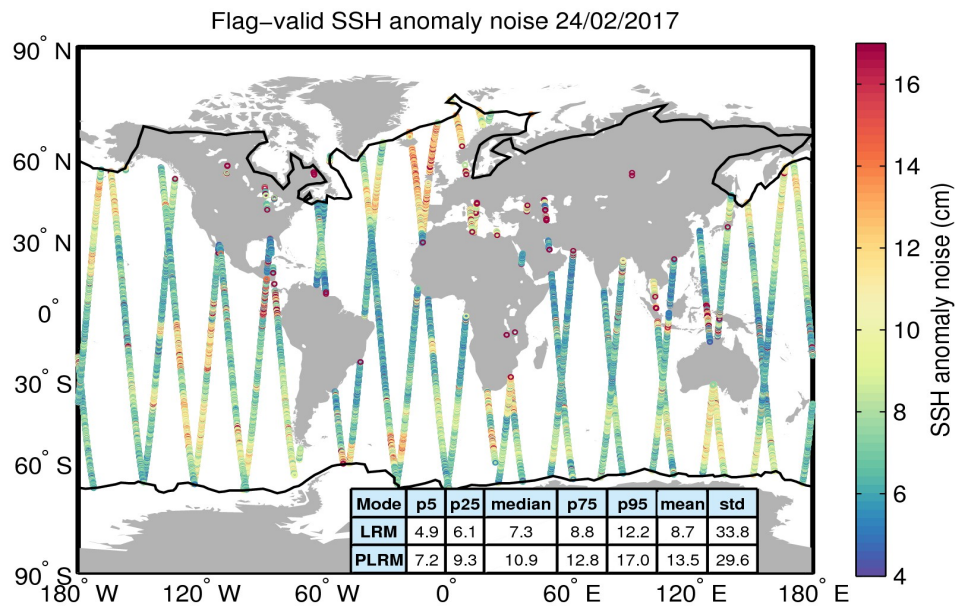 Flag−valid SSH anomaly noise 24/02/2017
90° N
60° N
30° N
0°
30° S
60° S
90° S
180° W
120° W
60° W
0°
60° E
120° E
180° E
16
14
12
10
8
6
4
SSH anomaly noise (cm)
Mode p5 p25 median p75 p95 mean std
LRM 4.9 6.1 7.3 8.8 12.2 8.7 33.8
PLRM 7.2 9.3 10.9 12.8 17.0 13.5 29.6